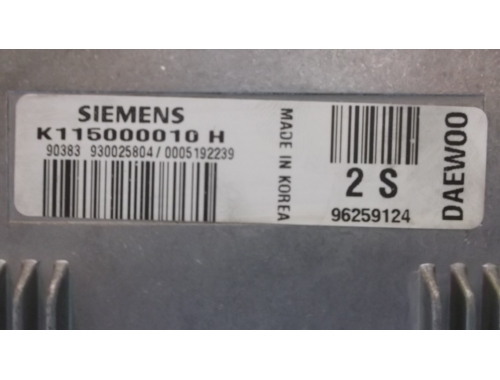 SIEMENS
K115000010 H
90383 930025804 / 0005192239
MADE IN KOREA
2 S
96259124
DAEWOO